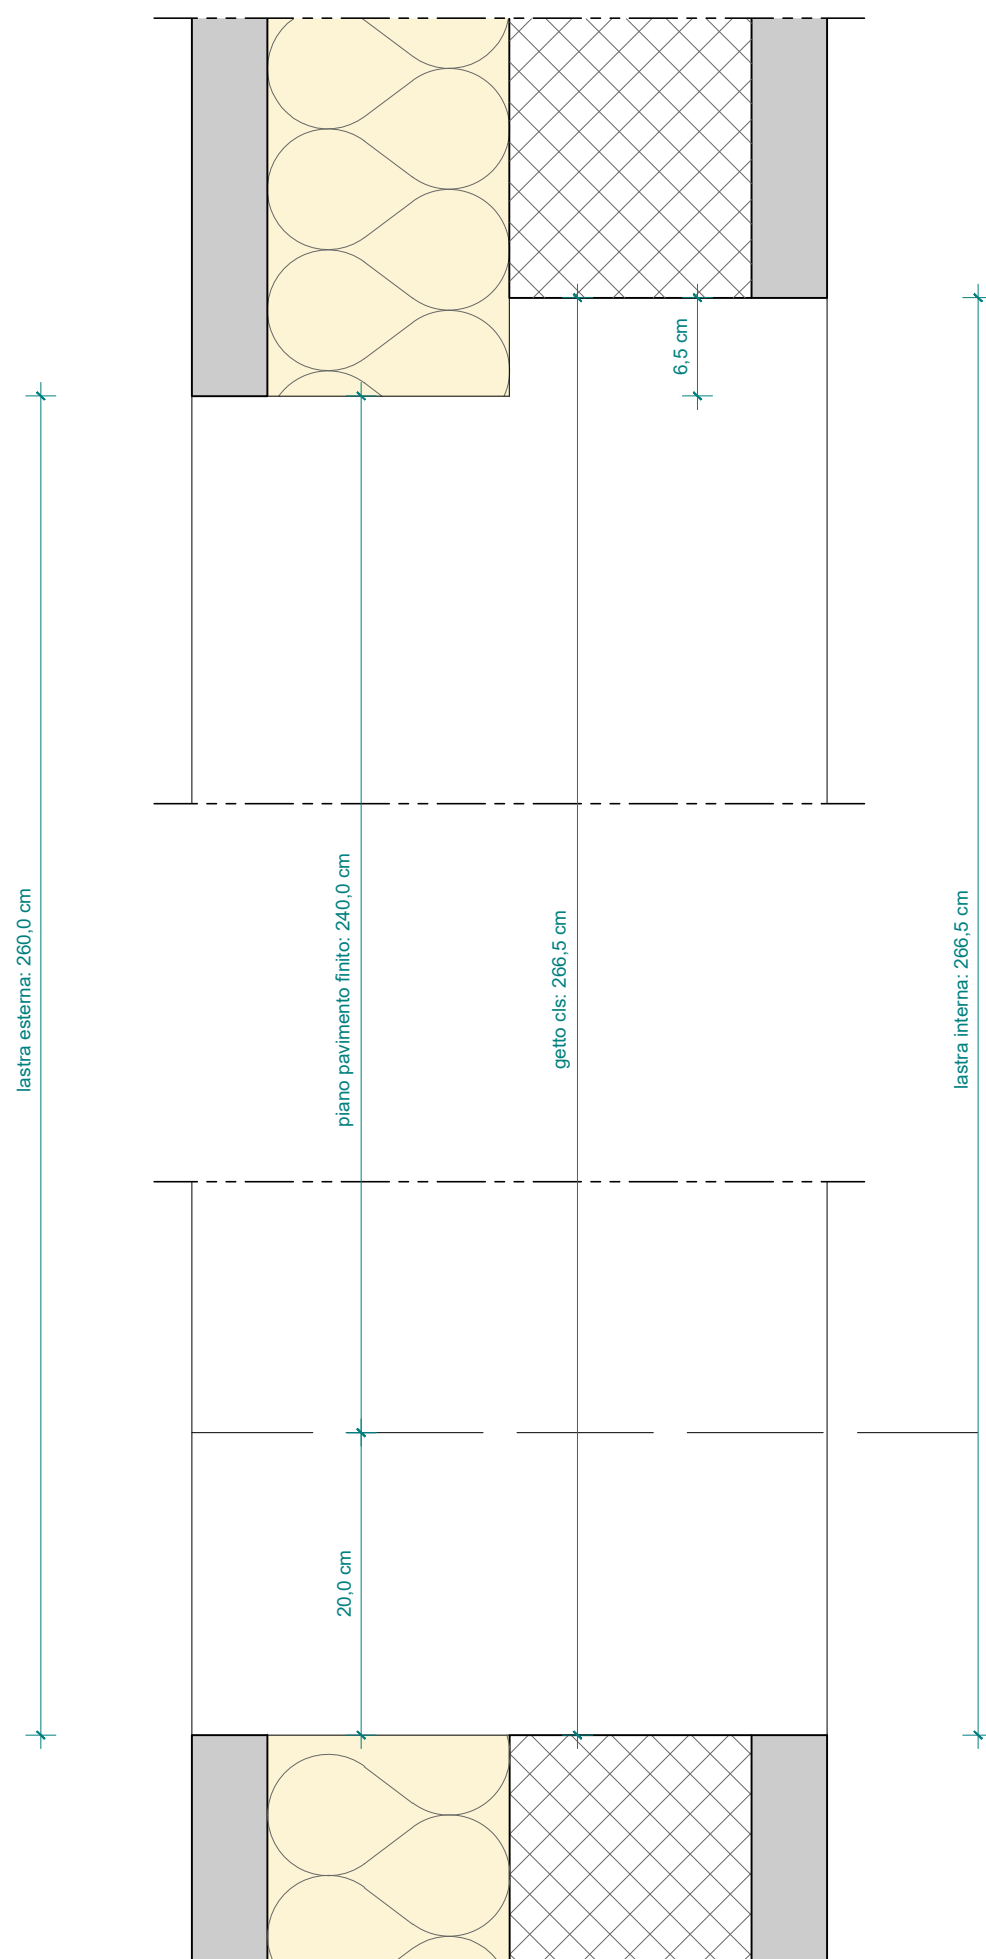 6,5 cm
lastra esterna: 260,0 cm
piano pavimento finito: 240,0 cm
getto cls: 266,5 cm
lastra interna: 266,5 cm
20,0 cm